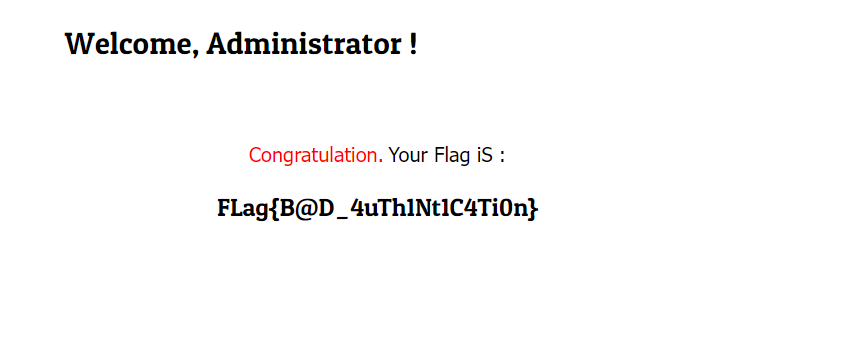 Welcome, Administrator !
Congratulation. Your Flag iS :
FLag{B@D_4uTh1Nt1C4Ti0n}